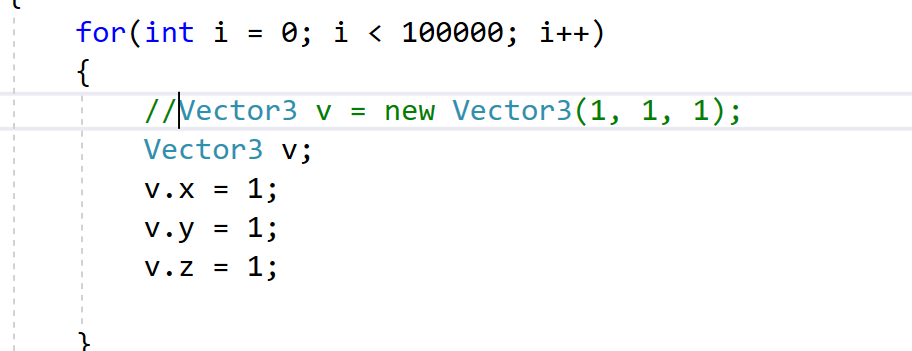 {
for(int i = 0; i < 100000; i++)
{
//Vector3 v = new Vector3(1, 1, 1);
Vector3 v;
v.x = 1;
v.y = 1;
v.z = 1;
}